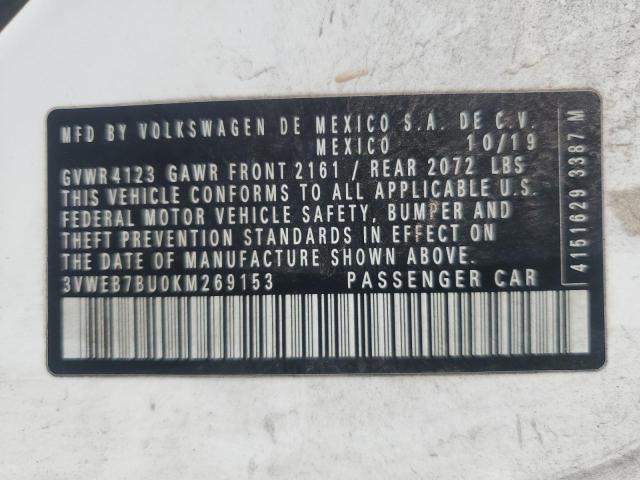 MFD BY VOLKSWAGEN DE MEXICO S.A. DE C.V.
MEXICO 10/19
GVWR 4123 GAWR FRONT 2161 / REAR 2072 LBS
THIS VEHICLE CONFORMS TO ALL APPLICABLE U.S.
FEDERAL MOTOR VEHICLE SAFETY, BUMPER AND
THEFT PREVENTION STANDARDS IN EFFECT ON
THE DATE OF MANUFACTURE SHOWN ABOVE.
3VWEB7BU0KM269153 PASSENGER CAR
4151629 3387 M